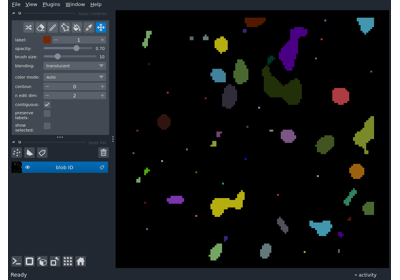 File View Plugins Window Help
label: 1
opacity: 0.70
brush size: 10
blending: translucent
color mode: auto
contour: 0
n edit dim: 2
contiguous:
preserve labels:
show selected:
blob ID
Ready
activity